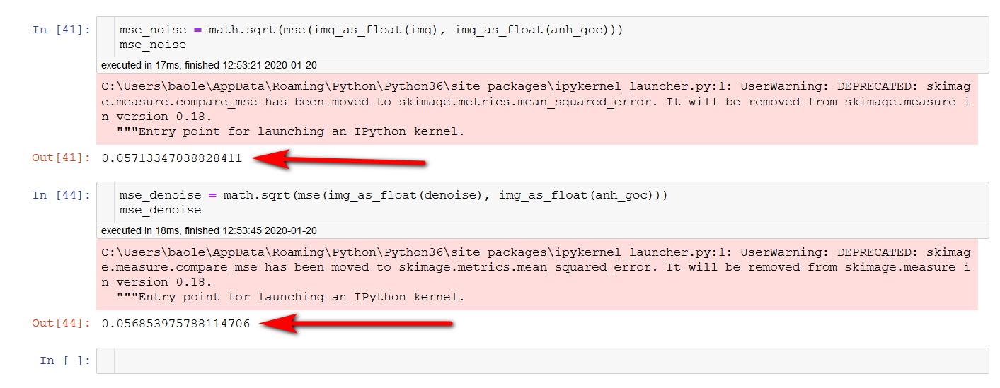 In [41]:
mse_noise = math.sqrt(mse(img_as_float(img), img_as_float(anh_goc)))
mse_noise
executed in 17ms, finished 12:53:21 2020-01-20
C:\Users\baole\AppData\Roaming\Python\Python36\site-packages\ipykernel_launcher.py:1: UserWarning: DEPRECATED: skimag
e.measure.compare_mse has been moved to skimage.metrics.mean_squared_error. It will be removed from skimage.measure i
n version 0.18.
"""Entry point for launching an IPython kernel.
Out[41]: 0.05713347038828411
In [44]:
mse_denoise = math.sqrt(mse(img_as_float(denoise), img_as_float(anh_goc)))
mse_denoise
executed in 18ms, finished 12:53:45 2020-01-20
C:\Users\baole\AppData\Roaming\Python\Python36\site-packages\ipykernel_launcher.py:1: UserWarning: DEPRECATED: skimag
e.measure.compare_mse has been moved to skimage.metrics.mean_squared_error. It will be removed from skimage.measure i
n version 0.18.
"""Entry point for launching an IPython kernel.
Out[44]: 0.056853975788114706
In [ ]: